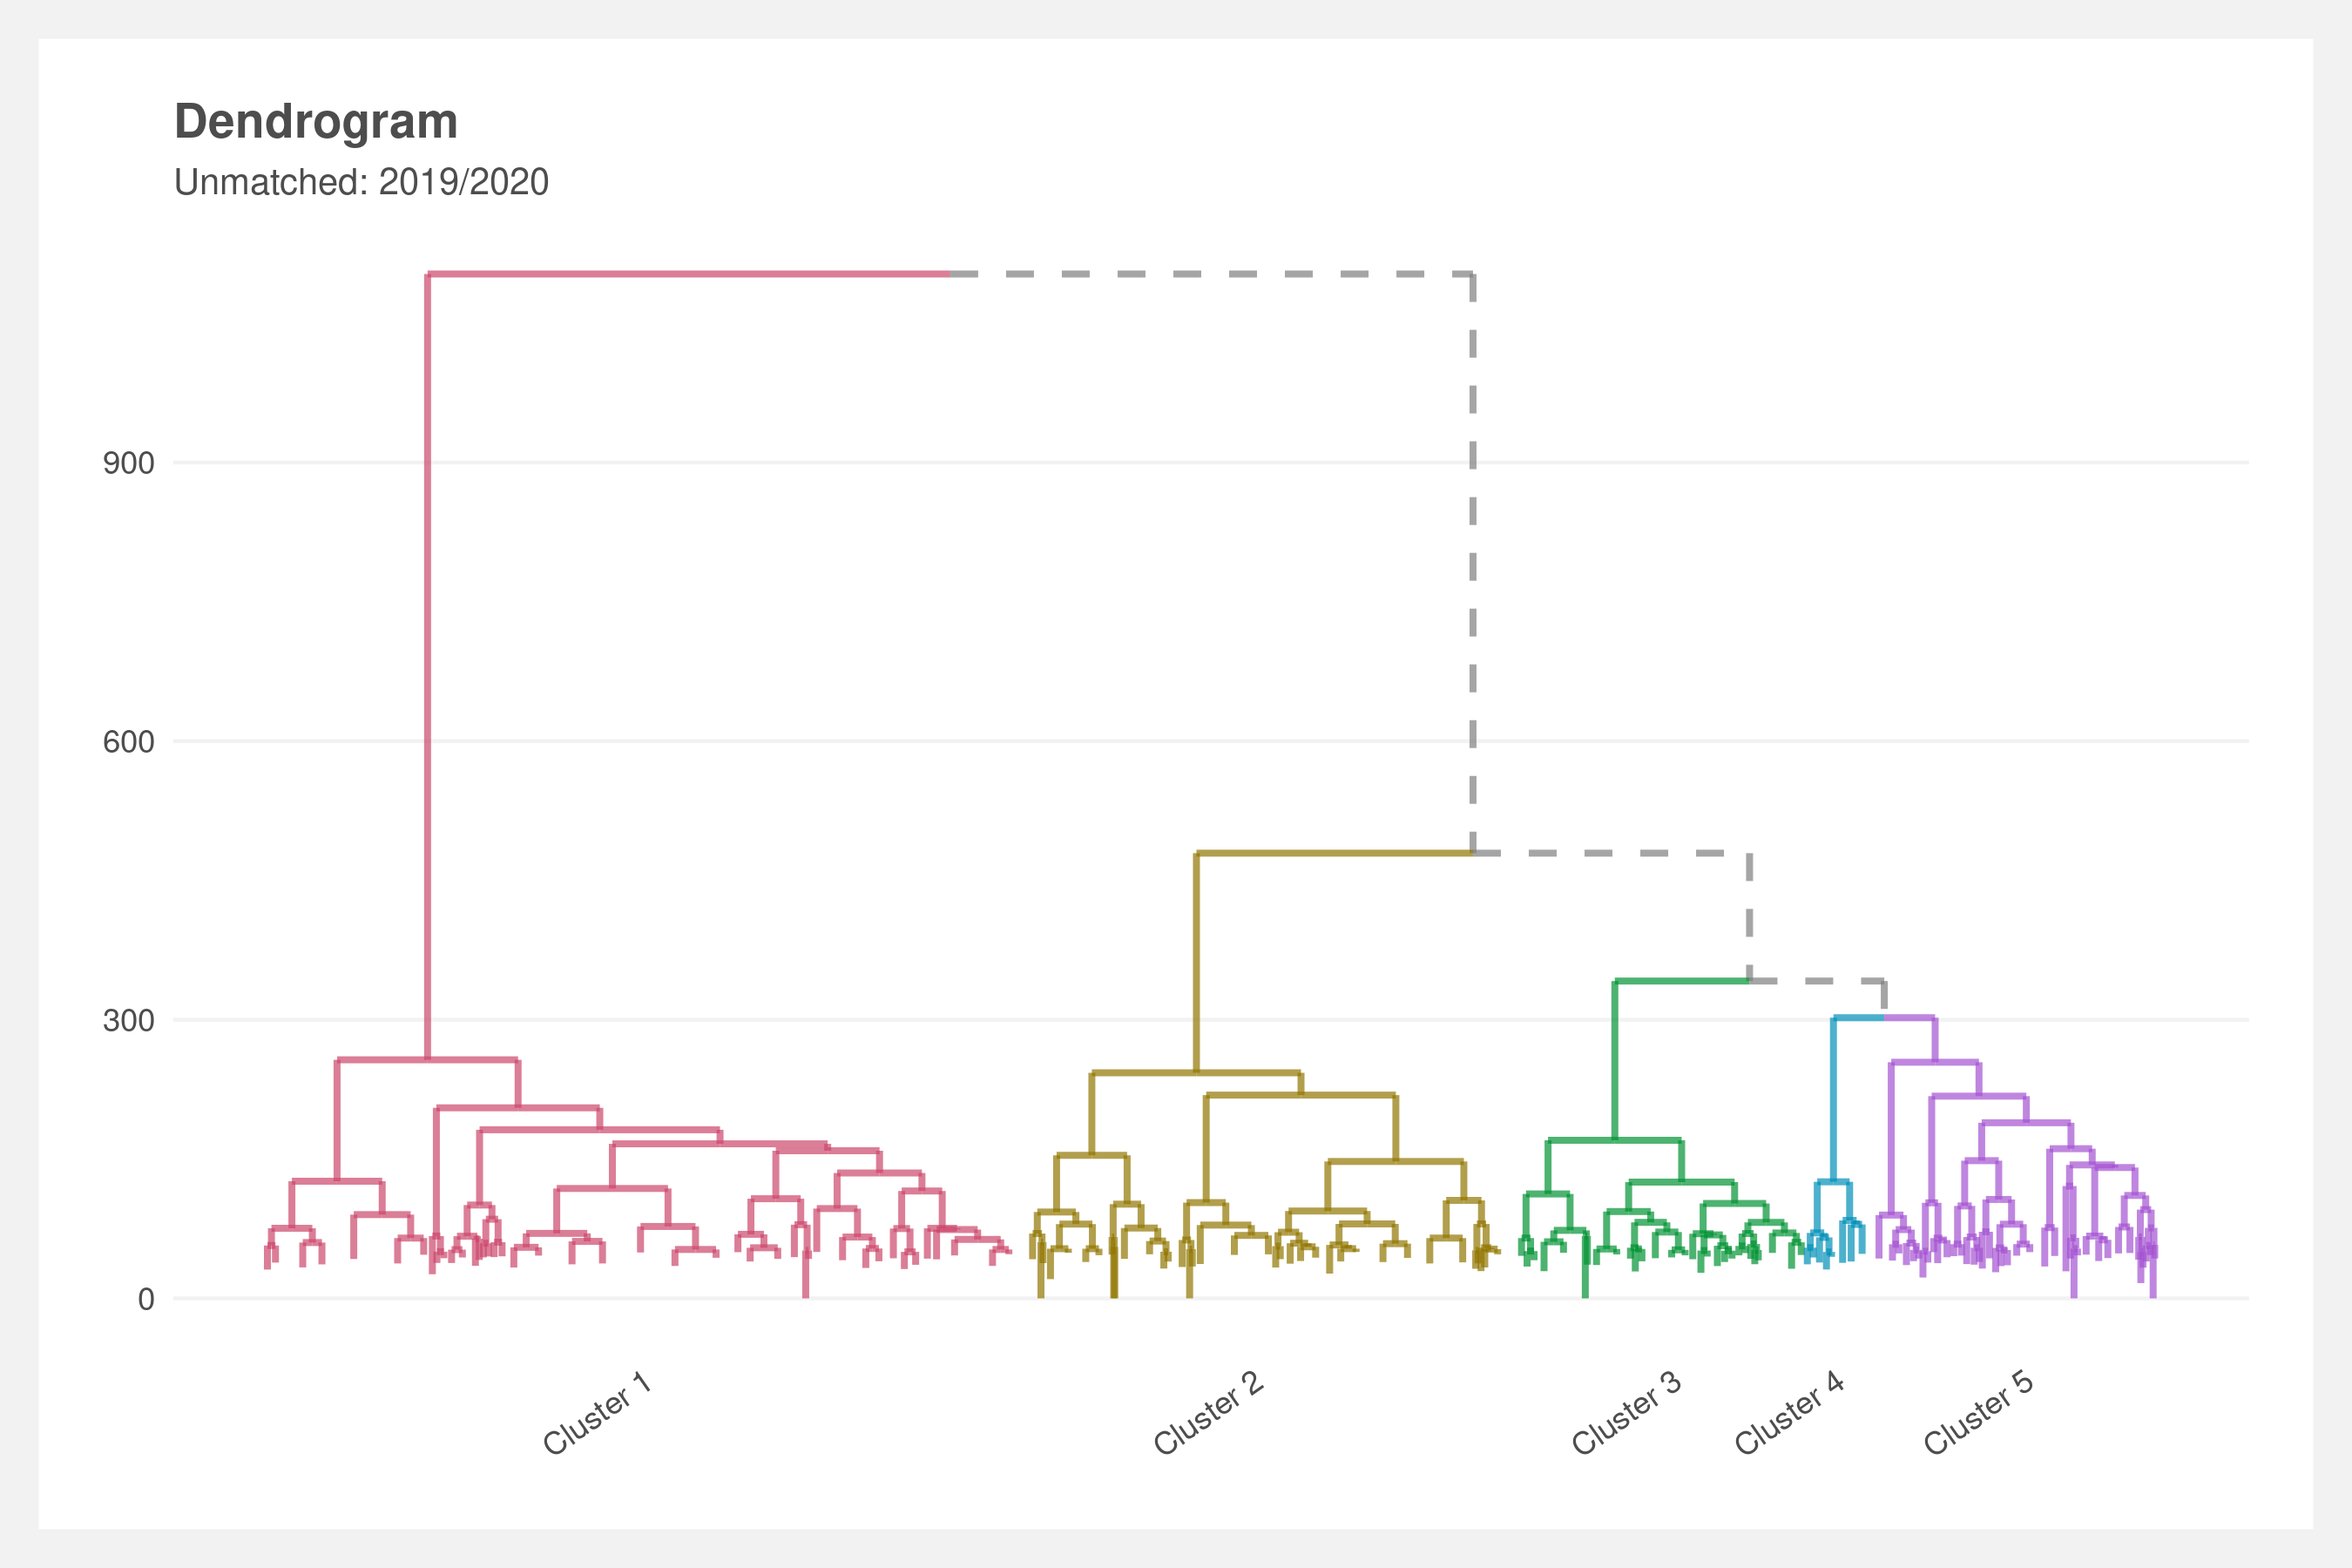 Dendrogram
Unmatched: 2019/2020
900
600
300
0
Cluster 1
Cluster 2
Cluster 3
Cluster 4
Cluster 5